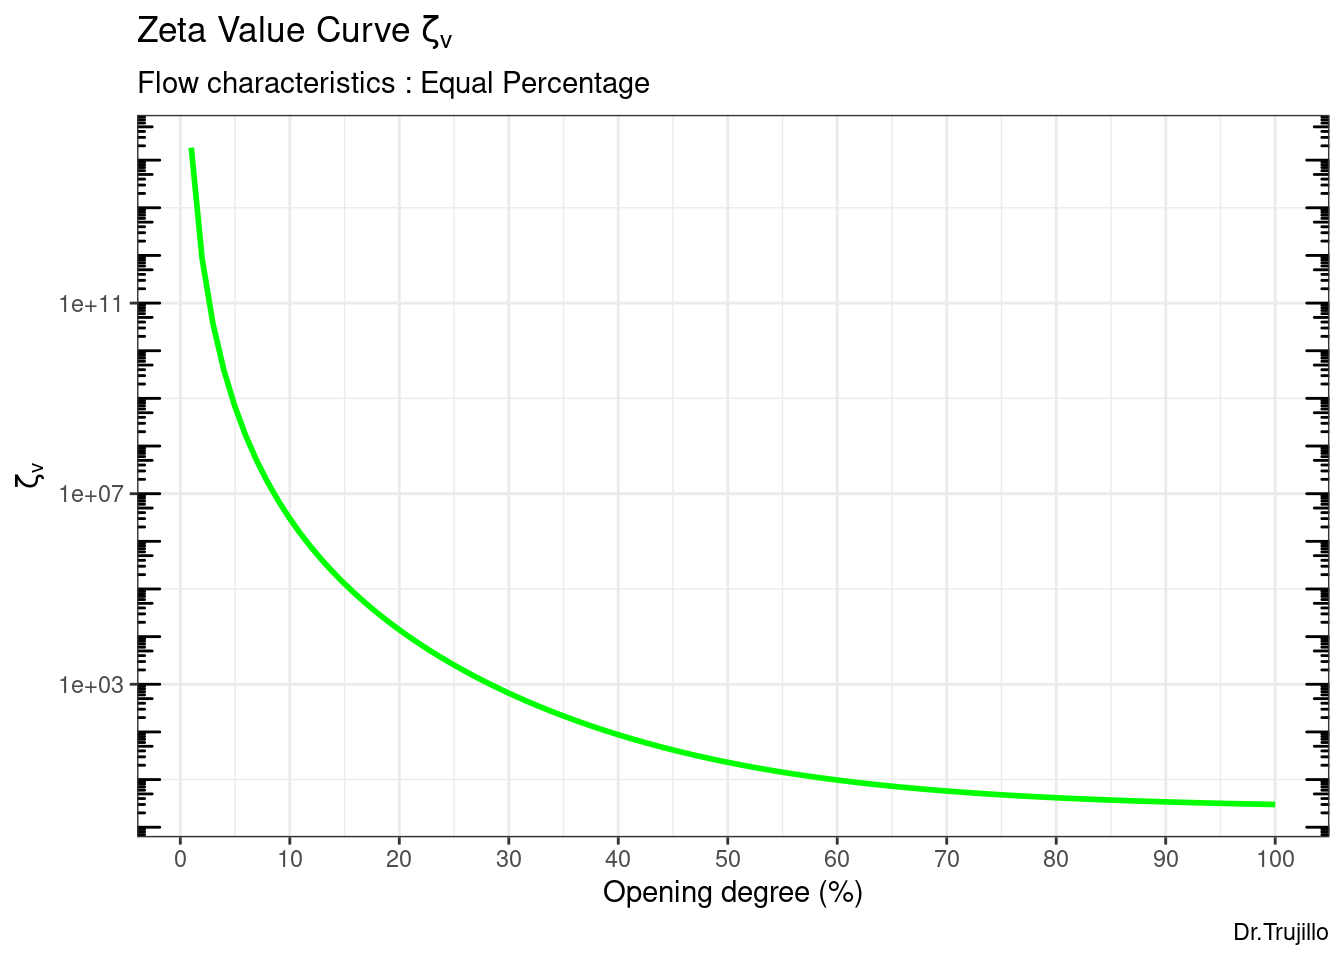 Zeta Value Curve ζv
Flow characteristics : Equal Percentage
1e+11
1e+07
1e+03
ζv
0 10 20 30 40 50 60 70 80 90 100
Opening degree (%)
Dr.Trujillo